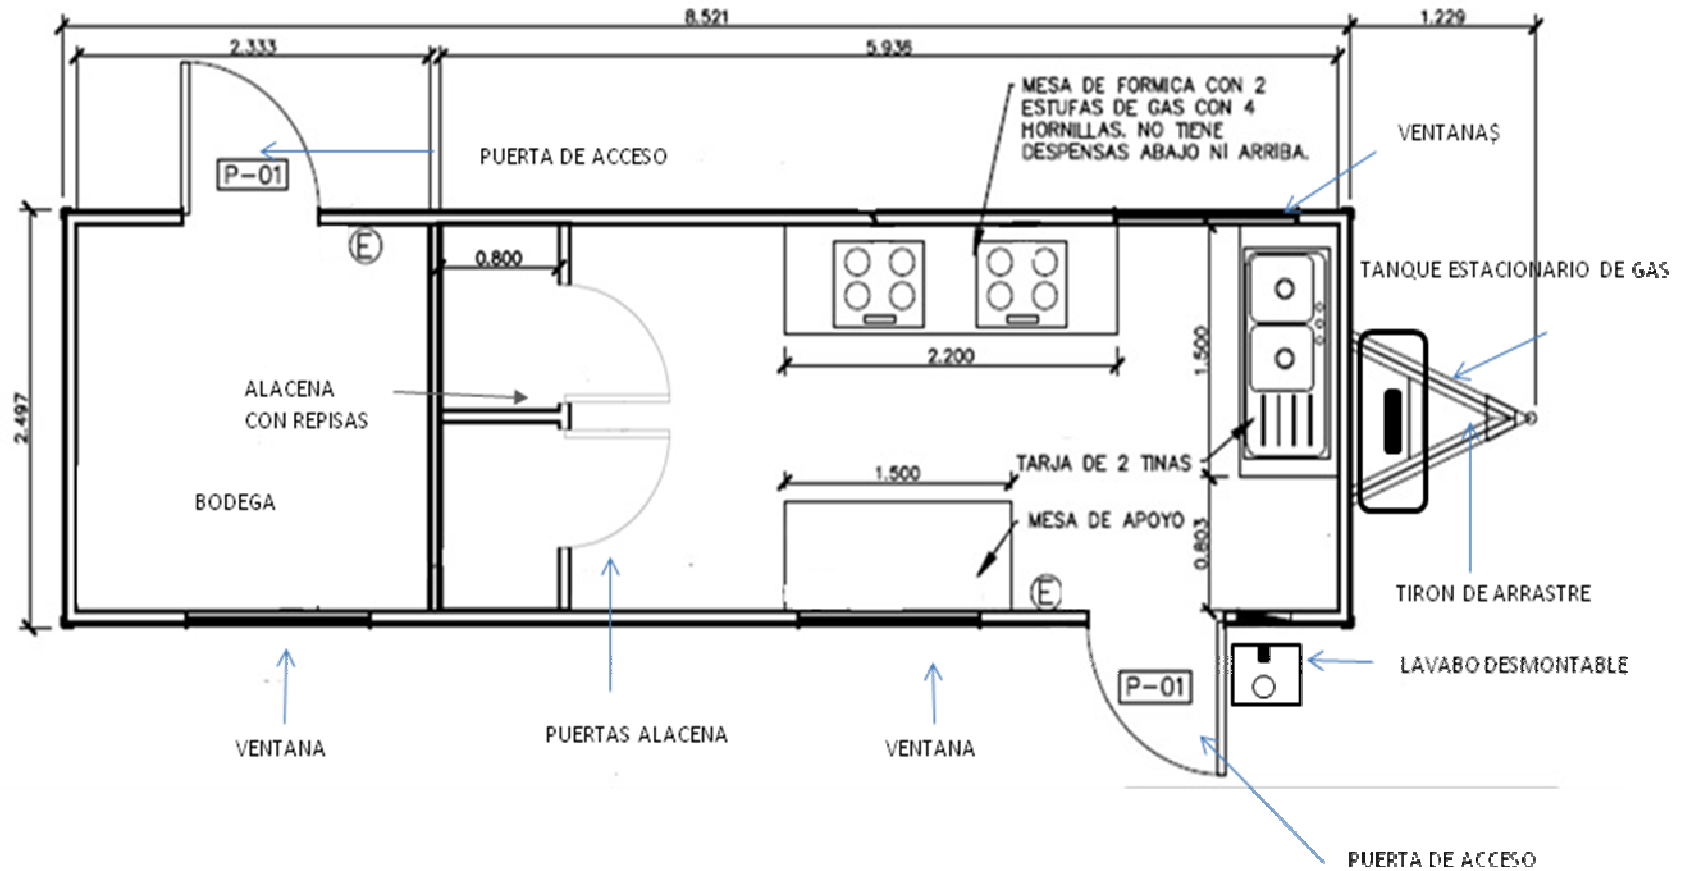 8.521
1.229
2.333
5.936
MESA DE FORMICA CON 2
ESTUFAS DE GAS CON 4
HORNILLAS. NO TIENE
DESPENSAS ABAJO NI ARRIBA.
VENTANAS
PUERTA DE ACCESO
P-01
E
0.800
TANQUE ESTACIONARIO DE GAS
1.500
2.200
ALACENA
CON REPISAS
2.497
TARJA DE 2 TINAS
1.500
BODEGA
MESA DE APOYO
0.803
E
TIRON DE ARRASTRE
LAVABO DESMONTABLE
P-01
PUERTAS ALACENA
VENTANA
VENTANA
PUERTA DE ACCESO